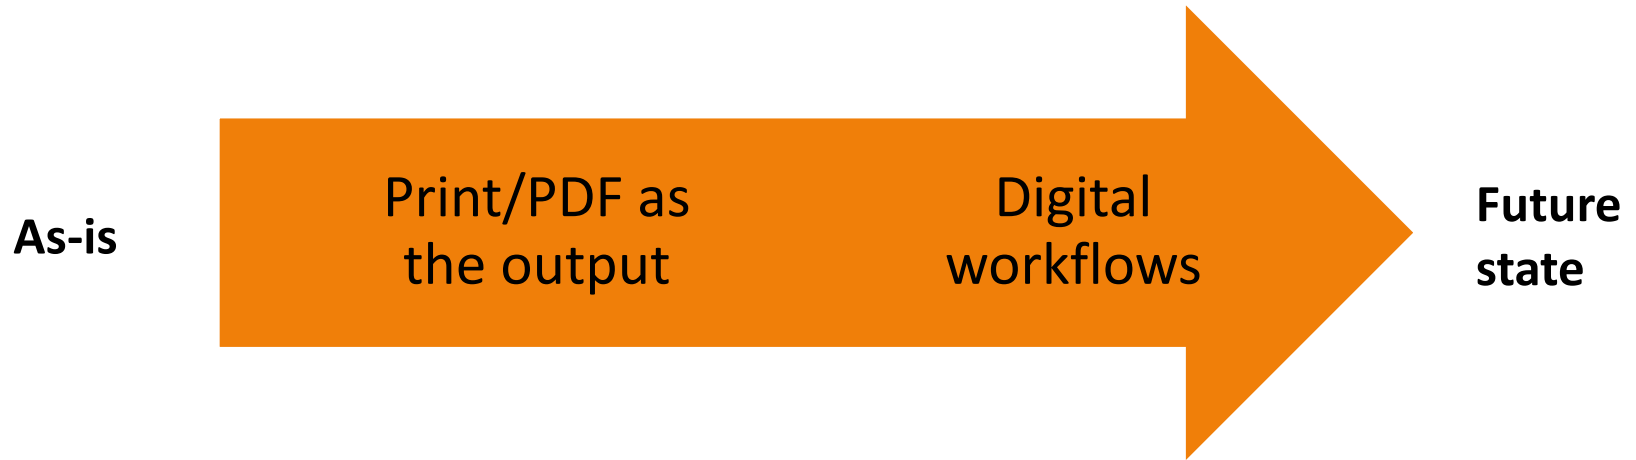 As-is
Print/PDF as
the output
Digital
workflows
Future
state